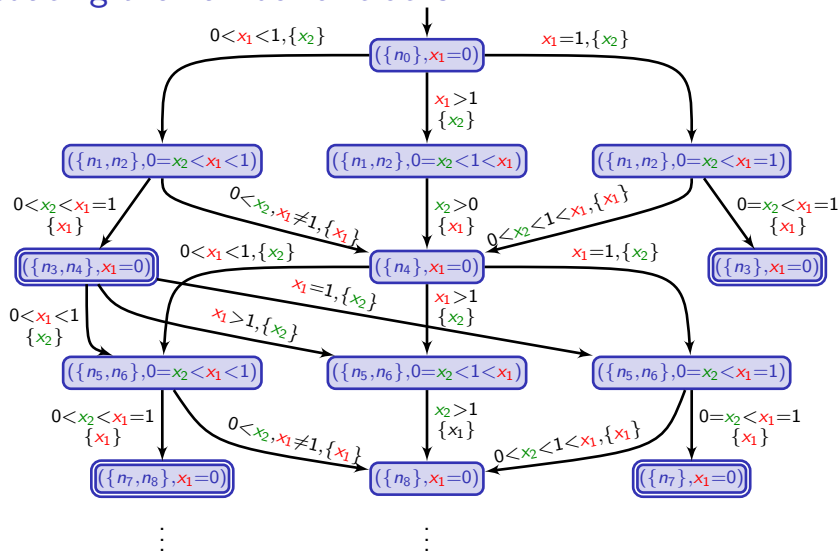 0<x₁<1,{x₂}
({n₀},x₁=0)
x₁=1,{x₂}
x₁>1
{x₂}
({n₁,n₂},0=x₂<x₁<1)
({n₁,n₂},0=x₂<1<x₁)
({n₁,n₂},0=x₂<x₁=1)
0<x₂<x₁=1
{x₁}
0<x₂,x₁≠1,{x₁}
x₂>0
{x₁}
0<x₂<1<x₁,{x₁}
0=x₂<x₁=1
{x₁}
({n₃,n₄},x₁=0)
0<x₁<1,{x₂}
({n₄},x₁=0)
x₁=1,{x₂}
({n₃},x₁=0)
0<x₁<1
{x₂}
x₁>1,{x₂}
x₁=1,{x₂}
x₁>1
{x₂}
({n₅,n₆},0=x₂<x₁<1)
({n₅,n₆},0=x₂<1<x₁)
({n₅,n₆},0=x₂<x₁=1)
0<x₂<x₁=1
{x₁}
0<x₂,x₁≠1,{x₁}
x₂>1
{x₁}
0<x₂<1<x₁,{x₁}
0=x₂<x₁=1
{x₁}
({n₇,n₈},x₁=0)
({n₈},x₁=0)
({n₇},x₁=0)
⋮ ⋮